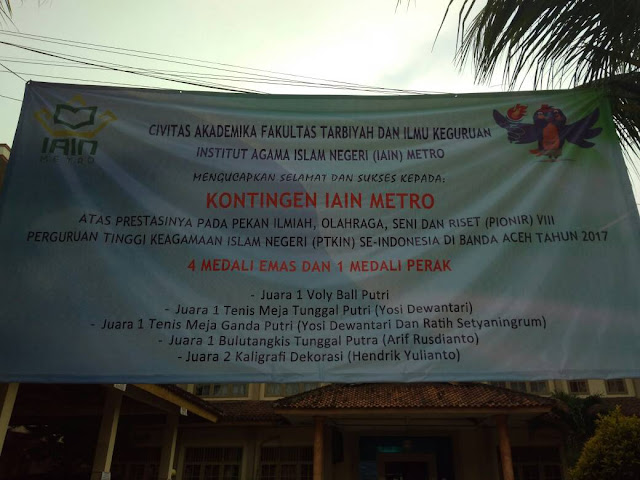 IAIN
METRO
CIVITAS AKADEMIKA FAKULTAS TARBIYAH DAN ILMU KEGURUAN
INSTITUT AGAMA ISLAM NEGERI (IAIN) METRO
MENGUCAPKAN SELAMAT DAN SUKSES KEPADA:
KONTINGEN IAIN METRO
ATAS PRESTASINYA PADA PEKAN ILMIAH, OLAHRAGA, SENI DAN RISET (PIONIR) VIII
PERGURUAN TINGGI KEAGAMAAN ISLAM NEGERI (PTKIN) SE-INDONESIA DI BANDA ACEH TAHUN 2017
4 MEDALI EMAS DAN 1 MEDALI PERAK
- Juara 1 Voly Ball Putri
- Juara 1 Tenis Meja Tunggal Putri (Yosi Dewantari)
- Juara 1 Tenis Meja Ganda Putri (Yosi Dewantari Dan Ratih Setyaningrum)
- Juara 1 Bulutangkis Tunggal Putra (Arif Rusdianto)
- Juara 2 Kaligrafi Dekorasi (Hendrik Yulianto)